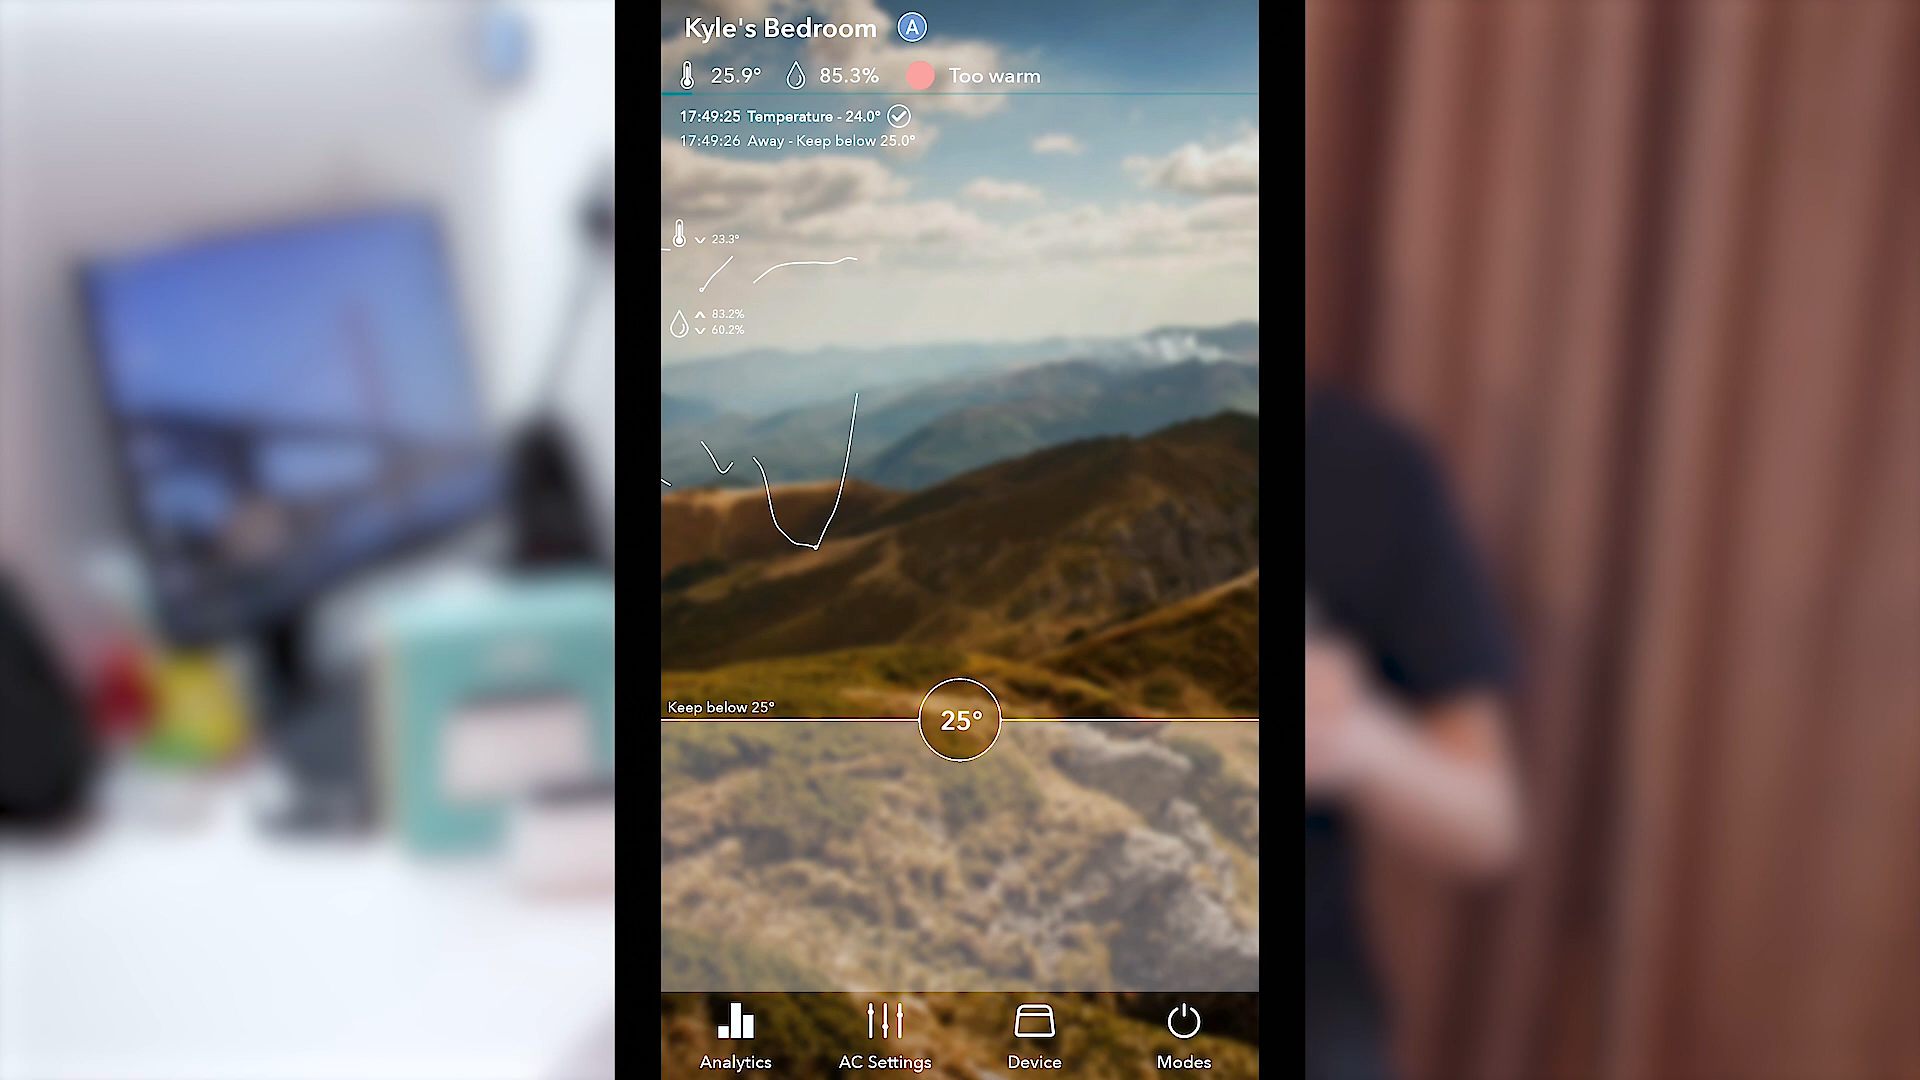 Kyle's Bedroom A
25.9° 85.3% Too warm
17:49:25 Temperature - 24.0°
17:49:26 Away - Keep below 25.0°
23.3°
83.2%
60.2%
Keep below 25°
25°
Analytics AC Settings Device Modes